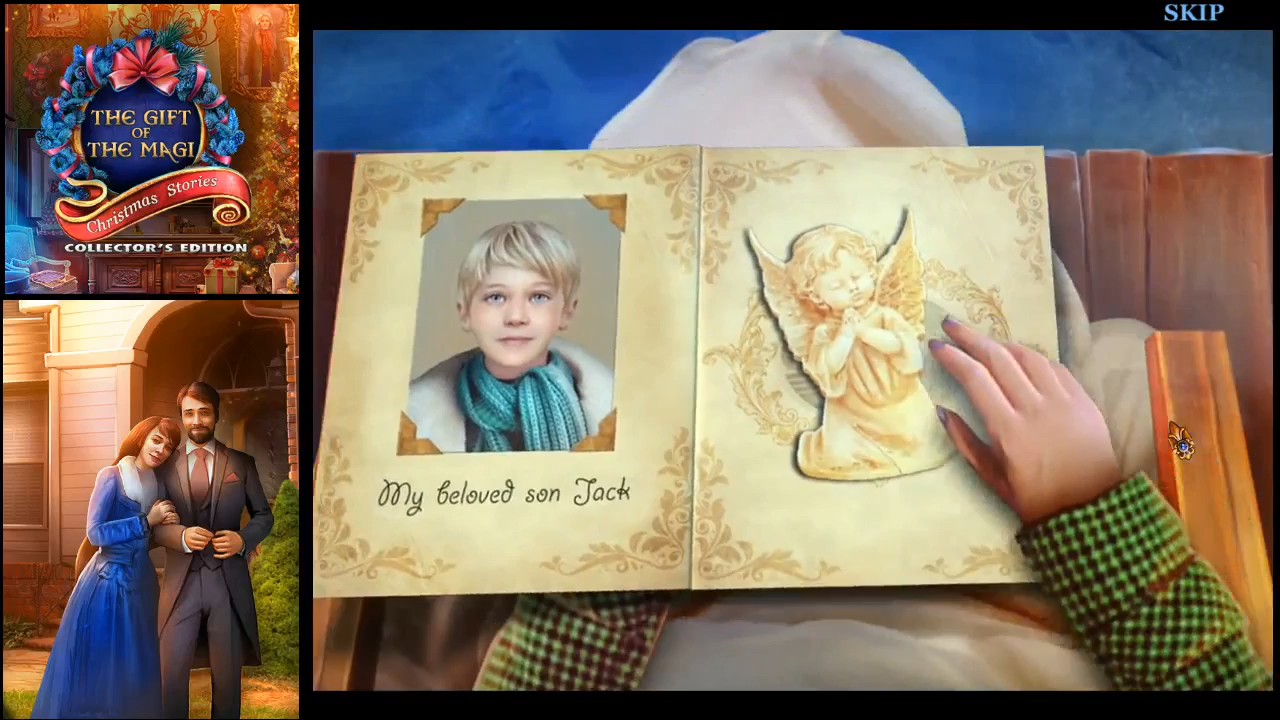 THE GIFT
OF
THE MAGI
Christmas Stories
COLLECTOR'S EDITION
SKIP
My beloved son Jack